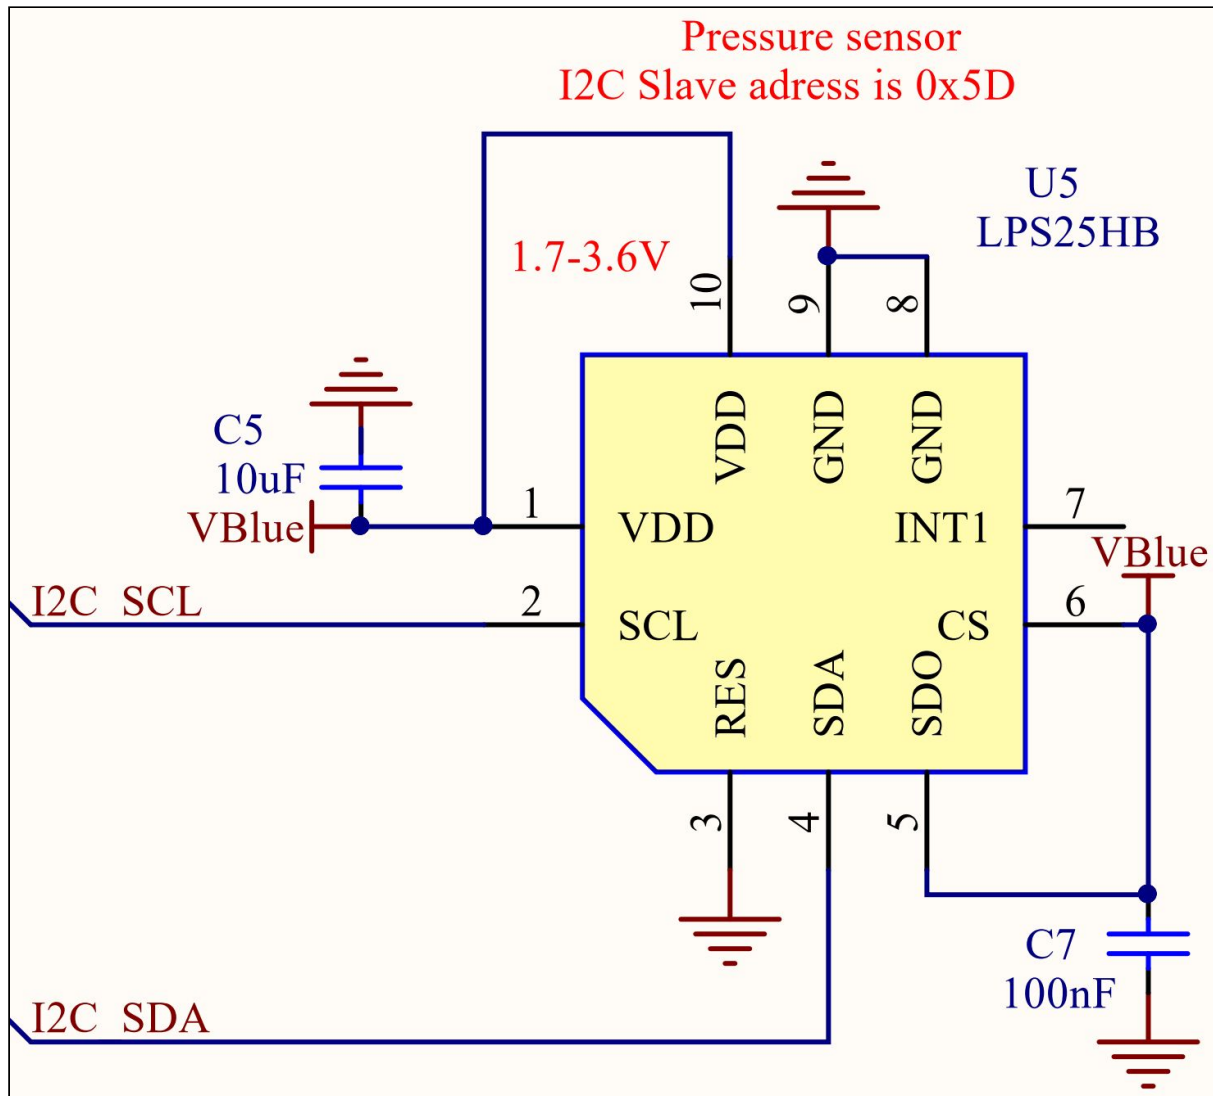 Pressure sensor
I2C Slave adress is 0x5D
U5
LPS25HB
1.7-3.6V
10
9
8
C5
10uF
VDD
GND
GND
VBlue
1
VDD
INT1
7
VBlue
I2C SCL
2
SCL
CS
6
RES
SDA
SDO
3
4
5
C7
100nF
I2C SDA